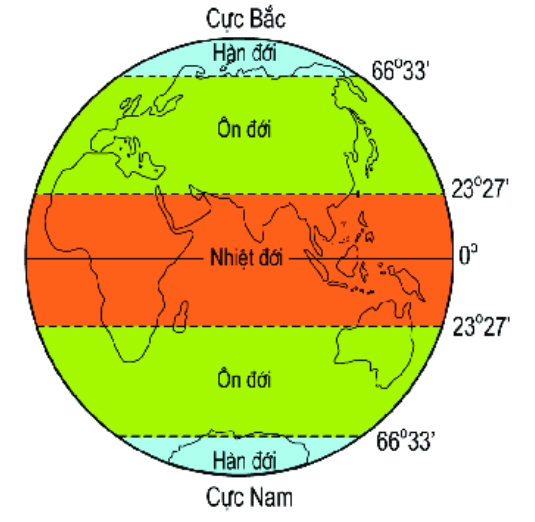 Cực Bắc
Hàn đới
66°33'
Ôn đới
23°27'
Nhiệt đới
0°
23°27'
Ôn đới
66°33'
Hàn đới
Cực Nam